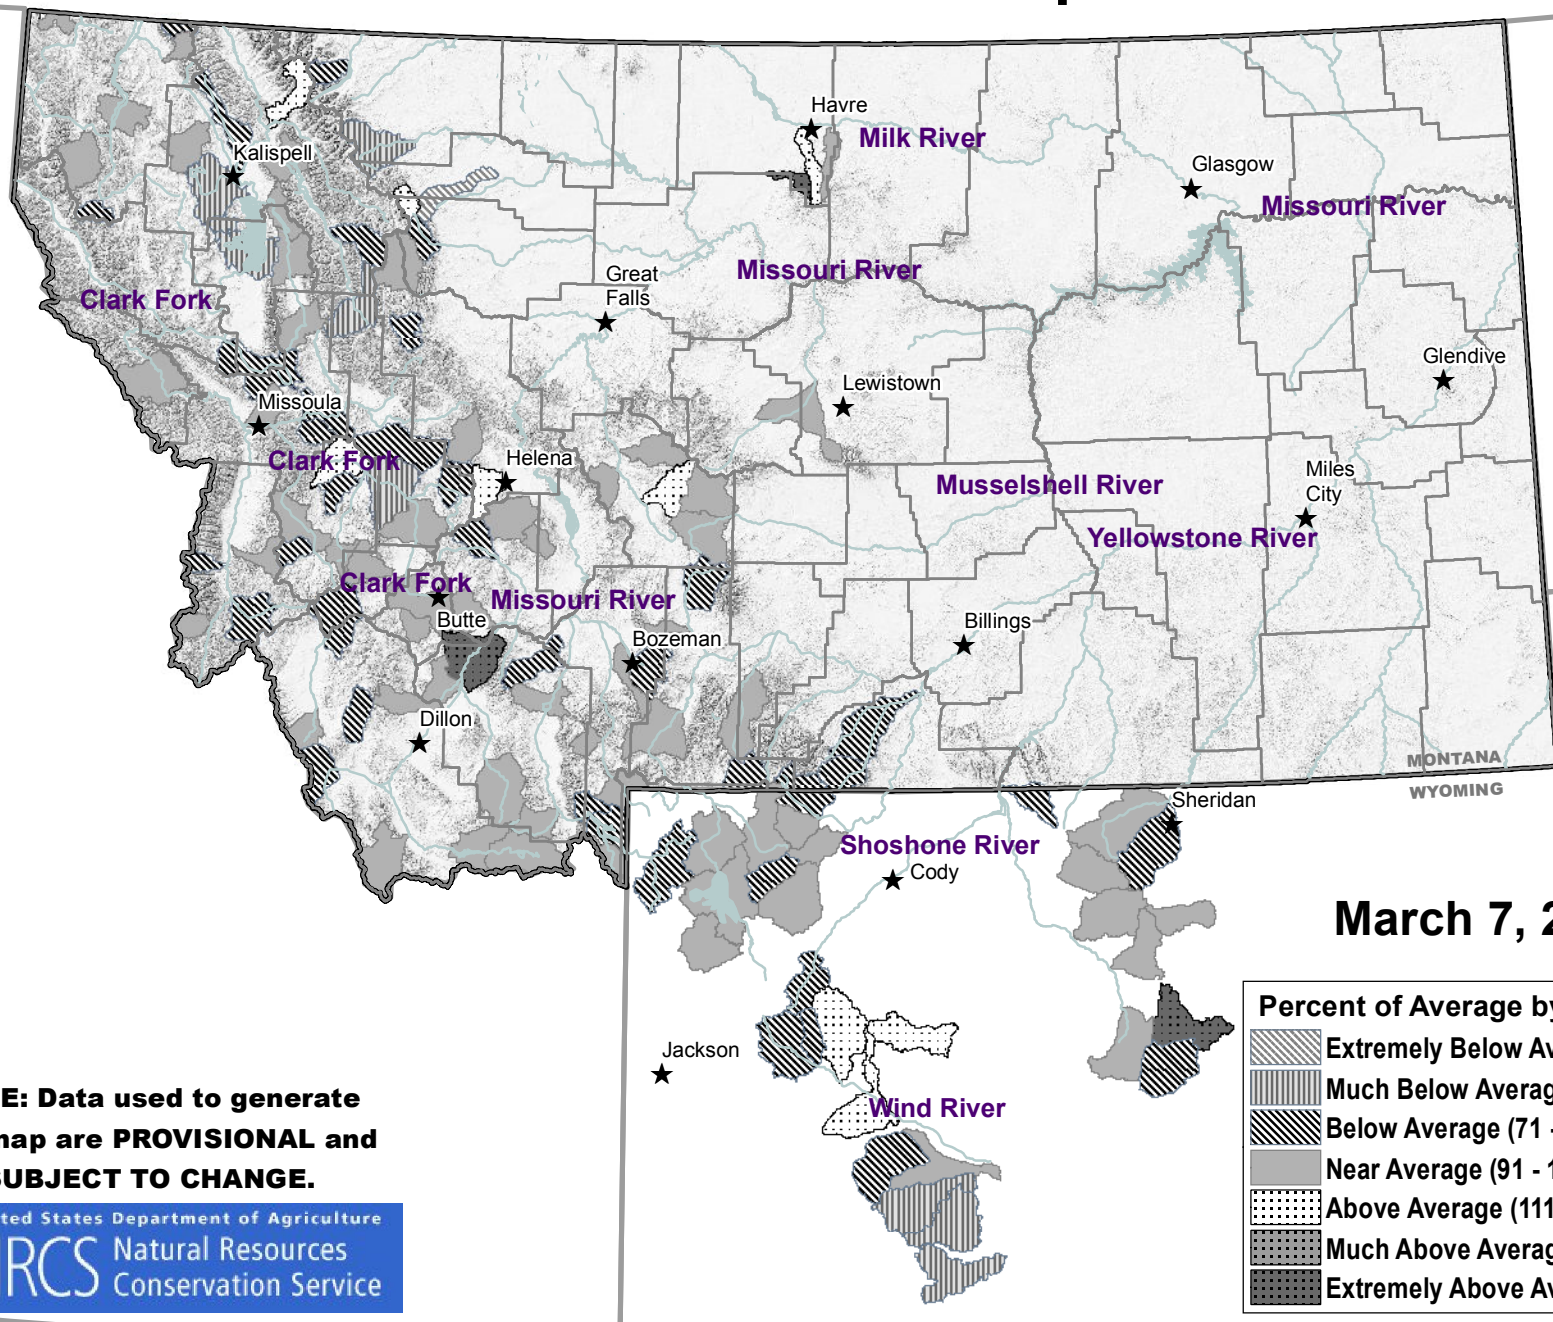 Havre
Milk River
Kalispell
Glasgow
Missouri River
Missouri River
Great
Falls
Clark Fork
Glendive
Lewistown
Missoula
Clark Fork
Helena
Miles
City
Musselshell River
Yellowstone River
Clark Fork
Missouri River
Butte
Billings
Bozeman
Dillon
MONTANA
WYOMING
Sheridan
Shoshone River
Cody
March 7, 2
Jackson
Wind River
Percent of Average by
Extremely Below Av
Much Below Averag
Below Average (71 -
Near Average (91 - 1
Above Average (111
Much Above Averag
Extremely Above Av
E: Data used to generate
map are PROVISIONAL and
SUBJECT TO CHANGE.
ted States Department of Agriculture
RCS
Natural Resources
Conservation Service